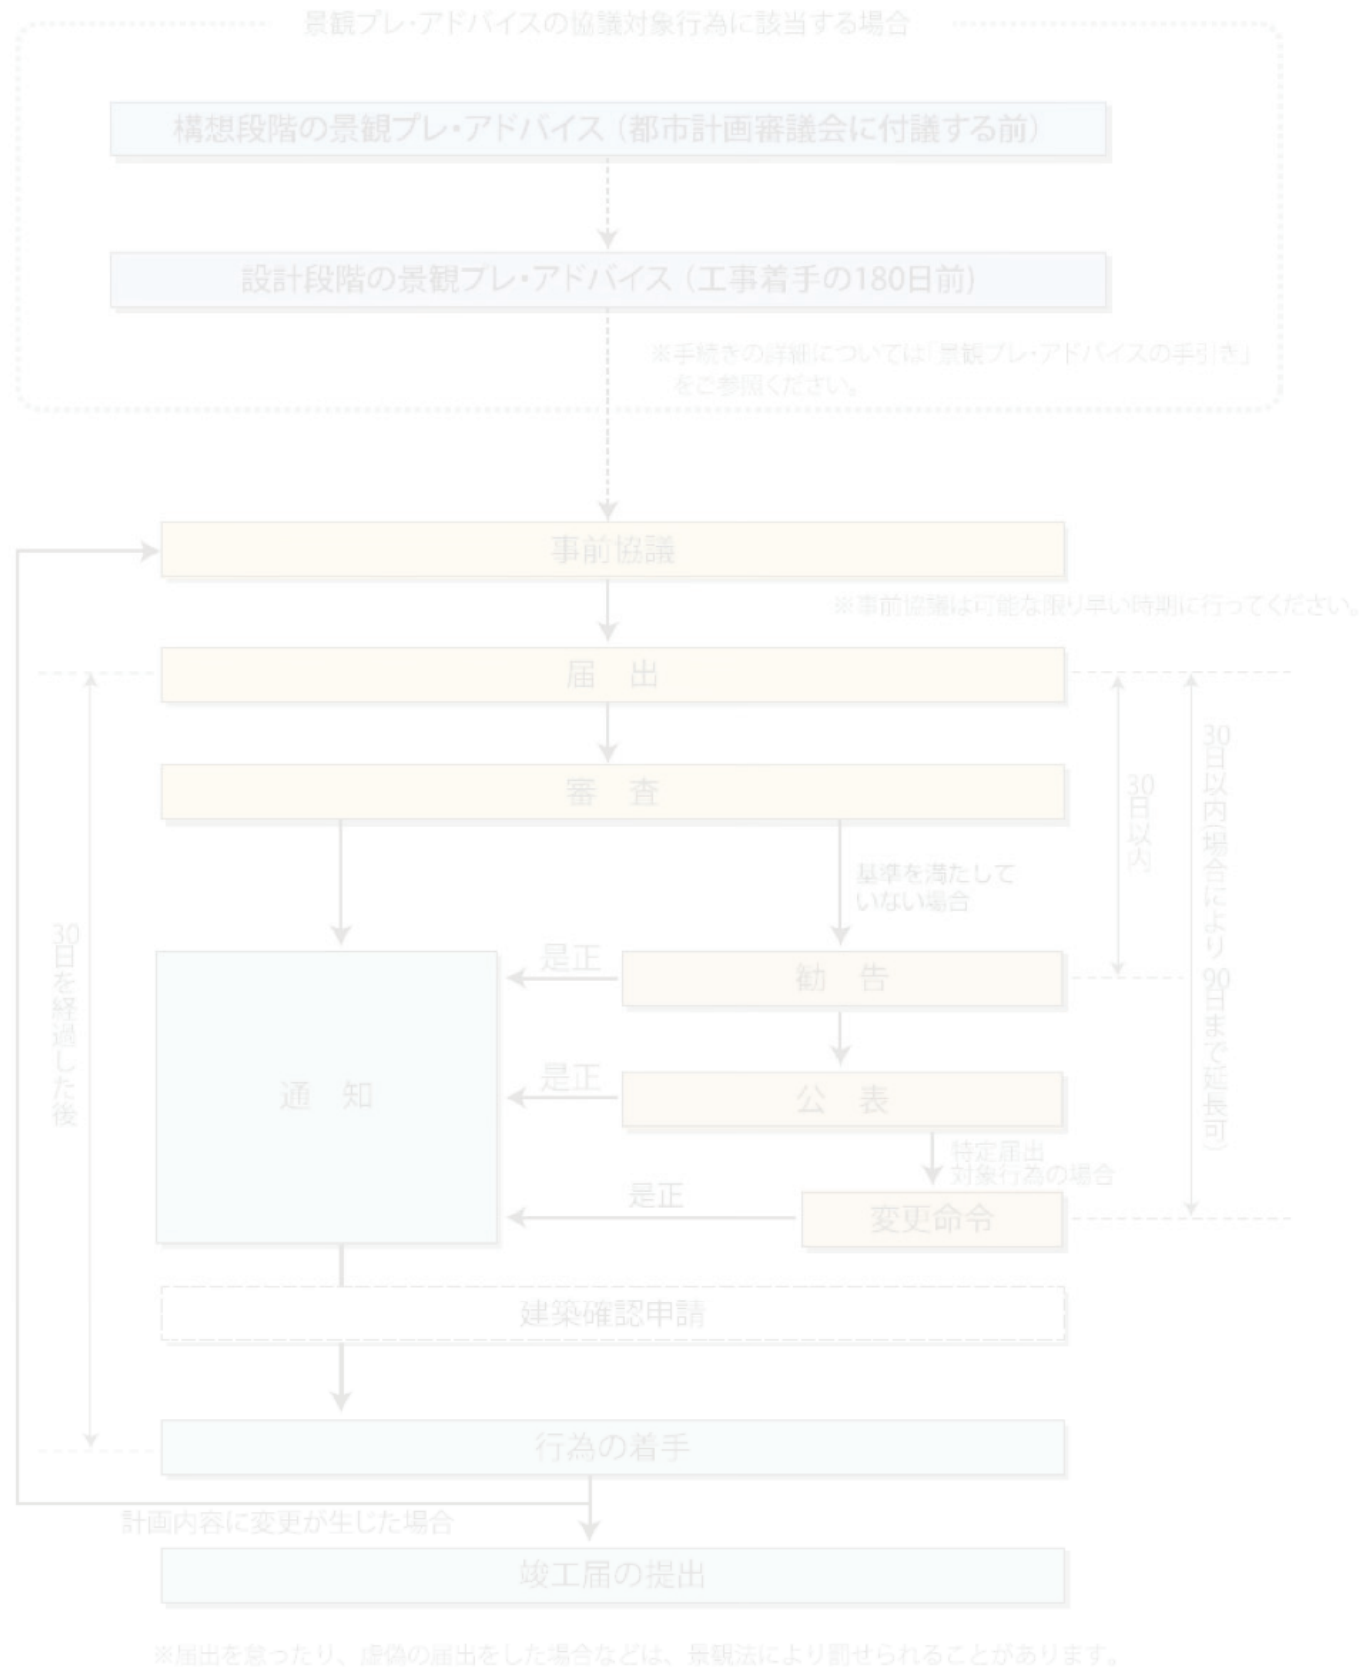 景観プレ・アドバイスの協議対象行為に該当する場合
構想段階の景観プレ・アドバイス（都市計画審議会に付議する前）
設計段階の景観プレ・アドバイス（工事着手の180日前）
※手続きの詳細については「景観プレ・アドバイスの手引き」
をご参照ください。
事前協議
※事前協議は可能な限り早い時期に行ってください。
届　出
審　査
30日以内
30日以内（場合により90日まで延長可）
基準を満たして
いない場合
30日を経過した後
是正
勧　告
通　知
是正
公　表
特定届出
対象行為の場合
是正
変更命令
建築確認申請
行為の着手
計画内容に変更が生じた場合
竣工届の提出
※届出を怠ったり、虚偽の届出をした場合などは、景観法により罰せられることがあります。